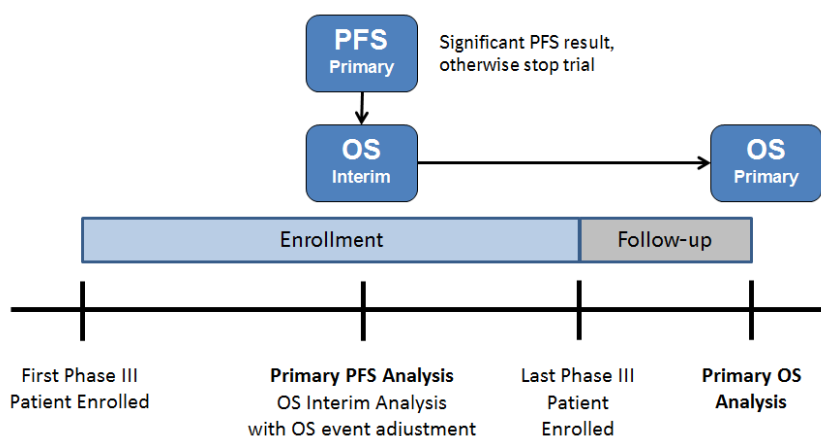 PFS
Primary
Significant PFS result,
otherwise stop trial
OS
Interim
OS
Primary
Enrollment
Follow-up
First Phase III
Patient Enrolled
Primary PFS Analysis
OS Interim Analysis
with OS event adjustment
Last Phase III
Patient
Enrolled
Primary OS
Analysis